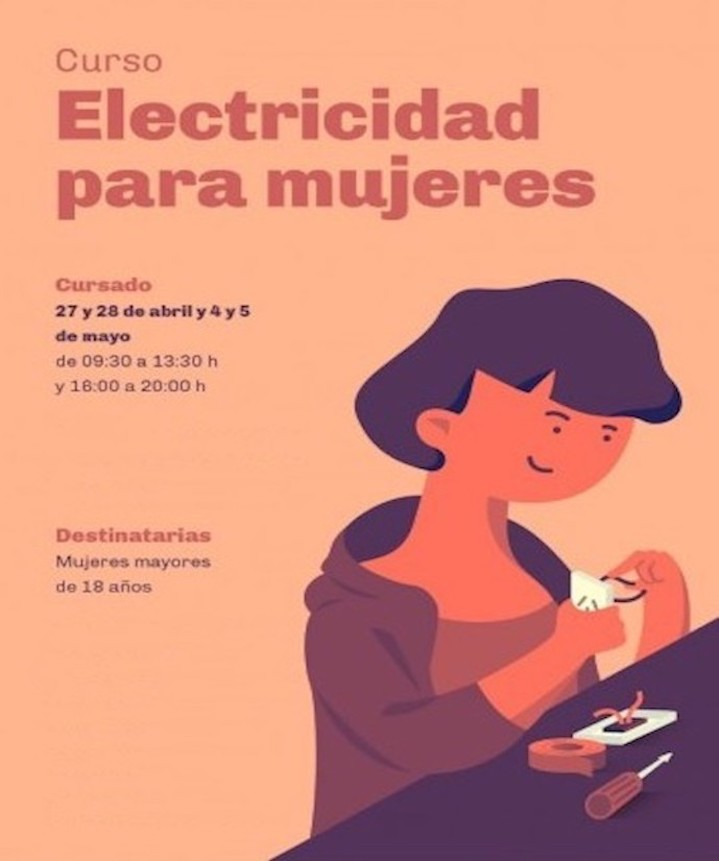 Curso
Electricidad
para mujeres
Cursado
27 y 28 de abril y 4 y 5
de mayo
de 09:30 a 13:30 h
y 16:00 a 20:00 h
Destinatarias
Mujeres mayores
de 18 años